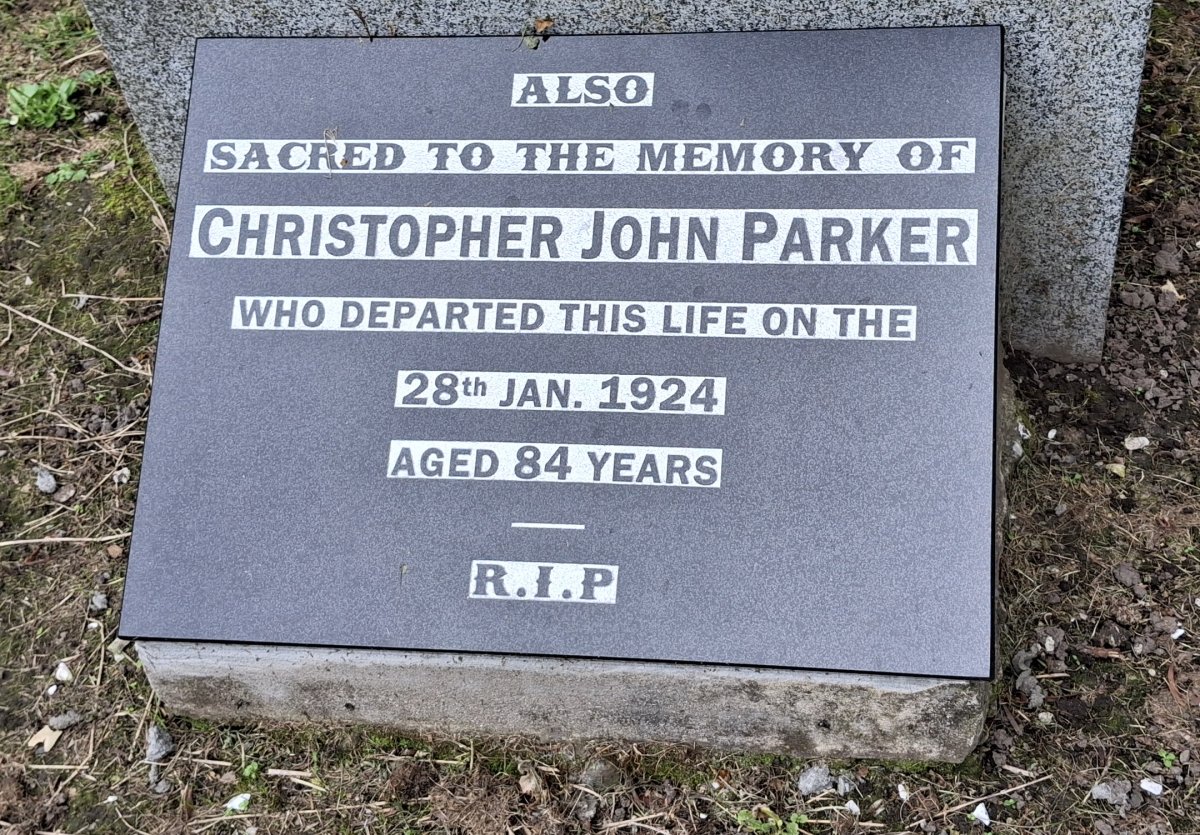 ALSO
SACRED TO THE MEMORY OF
CHRISTOPHER JOHN PARKER
WHO DEPARTED THIS LIFE ON THE
28th JAN. 1924
AGED 84 YEARS
R.I.P